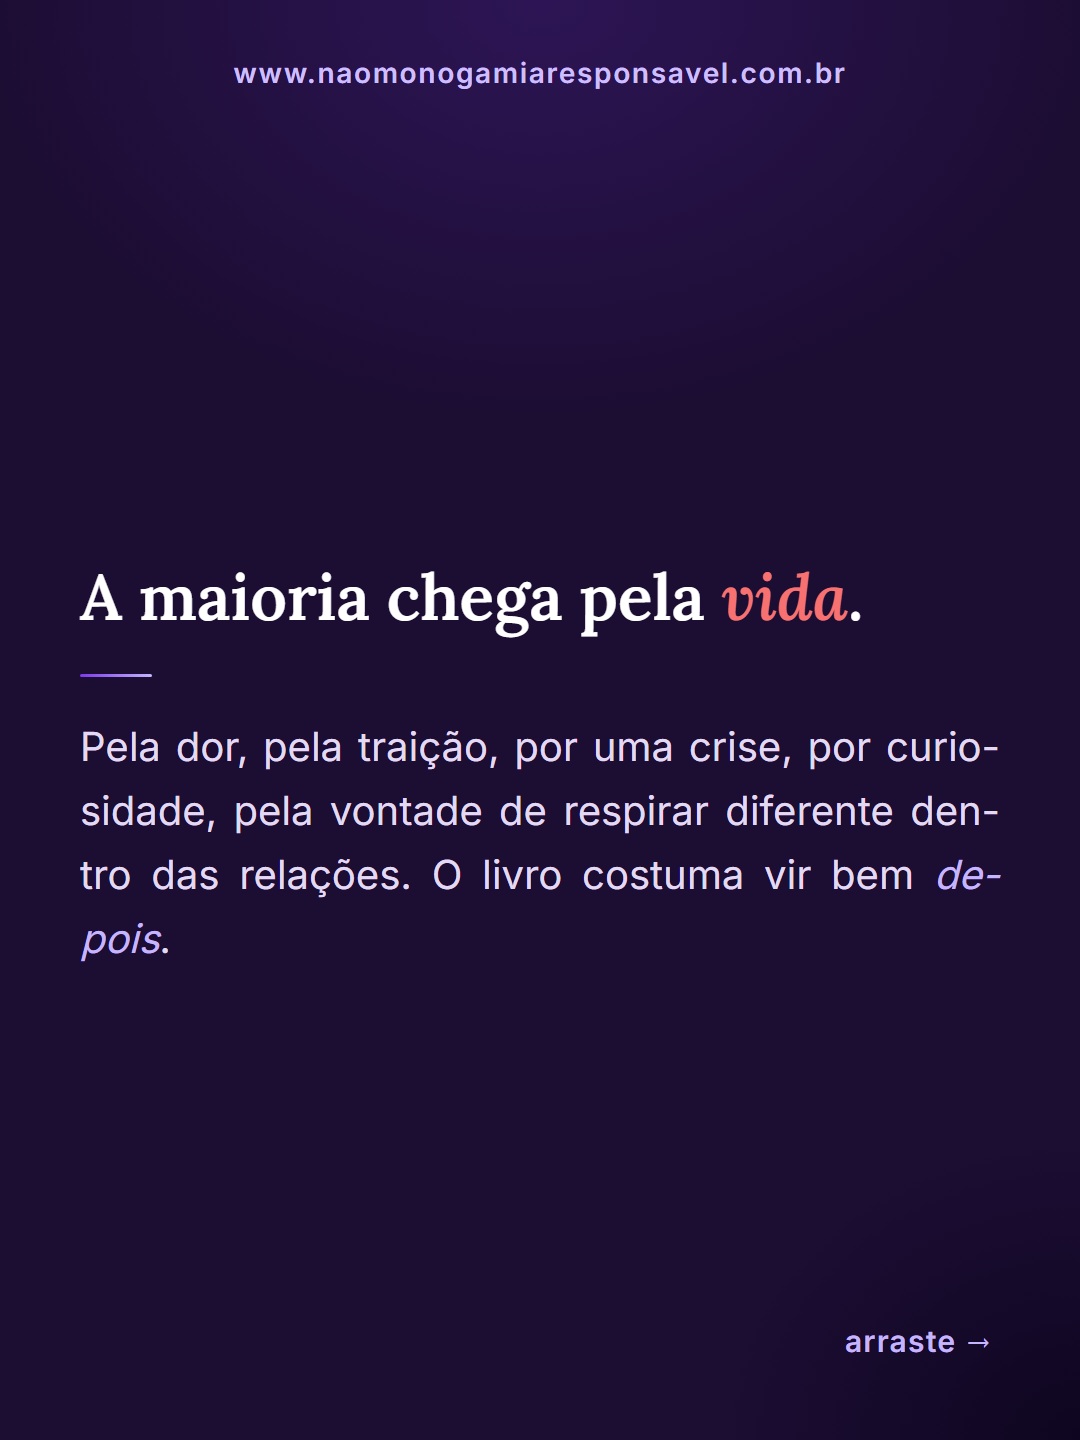 www.naomonogamiaresponsavel.com.br
A maioria chega pela vida.
Pela dor, pela traição, por uma crise, por curio-
sidade, pela vontade de respirar diferente den-
tro das relações. O livro costuma vir bem de-
pois.
arraste →